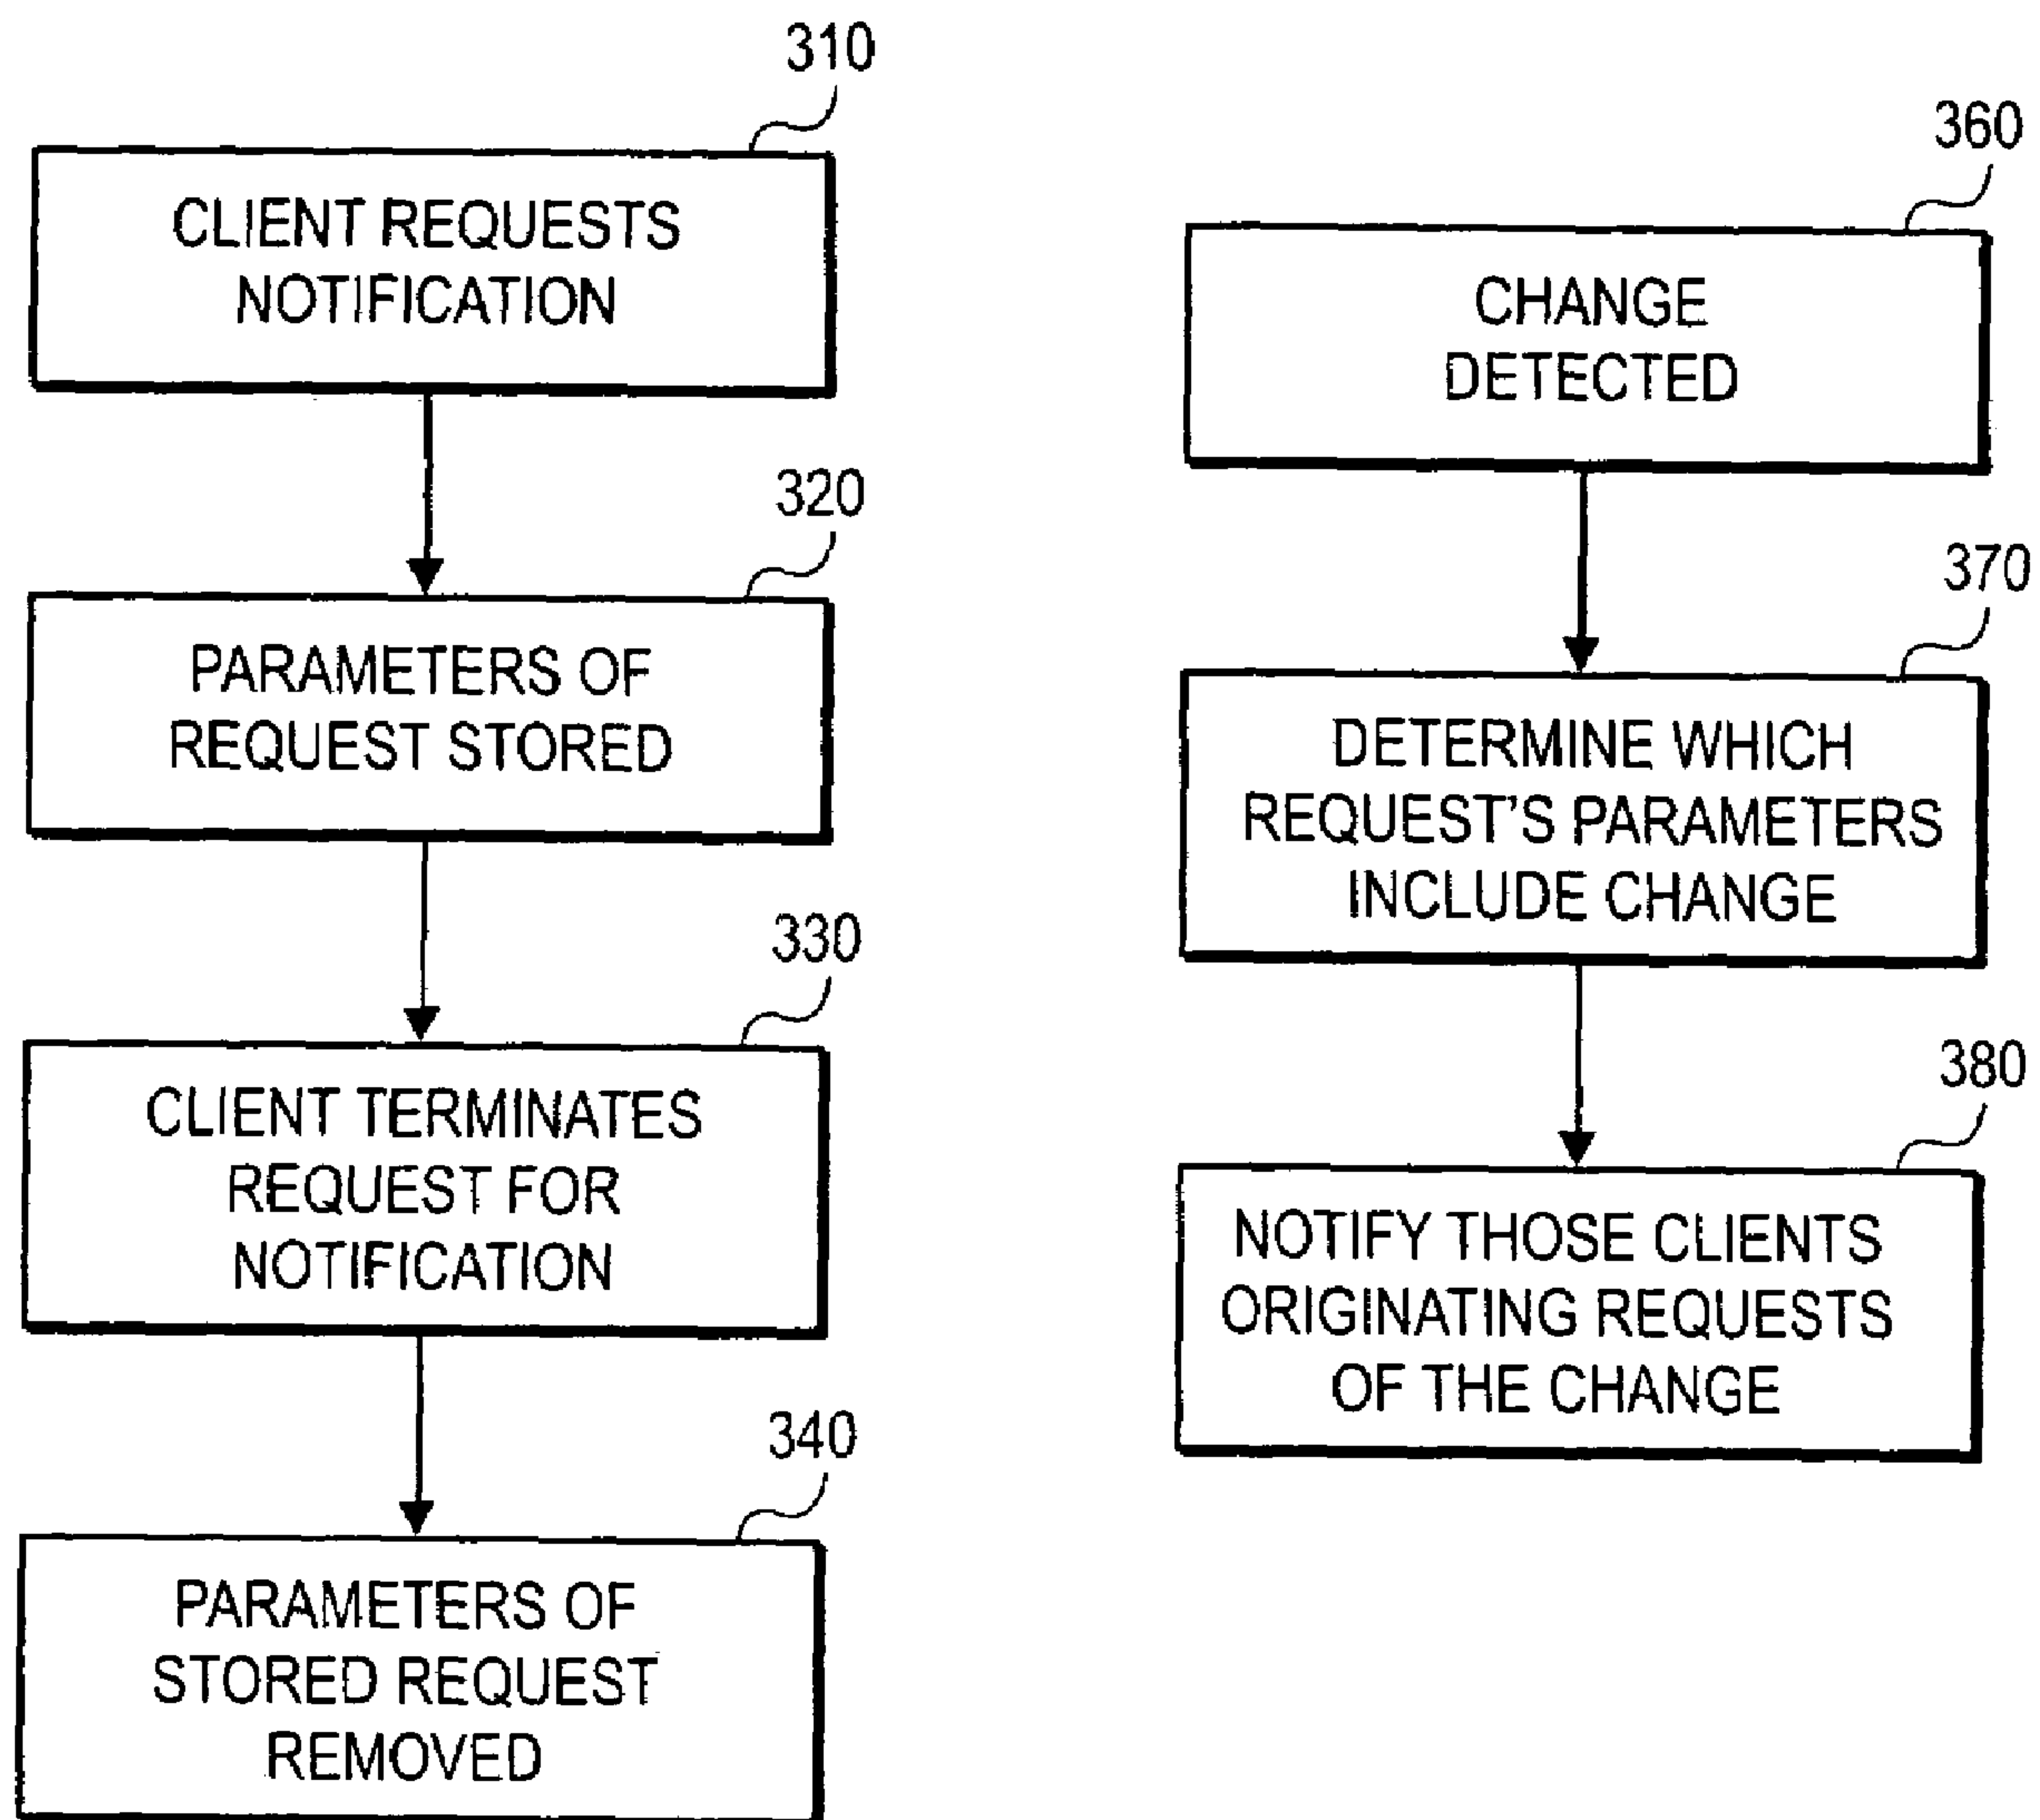 310
CLIENT REQUESTS
NOTIFICATION
320
PARAMETERS OF
REQUEST STORED
330
CLIENT TERMINATES
REQUEST FOR
NOTIFICATION
340
PARAMETERS OF
STORED REQUEST
REMOVED
360
CHANGE
DETECTED
370
DETERMINE WHICH
REQUEST'S PARAMETERS
INCLUDE CHANGE
380
NOTIFY THOSE CLIENTS
ORIGINATING REQUESTS
OF THE CHANGE